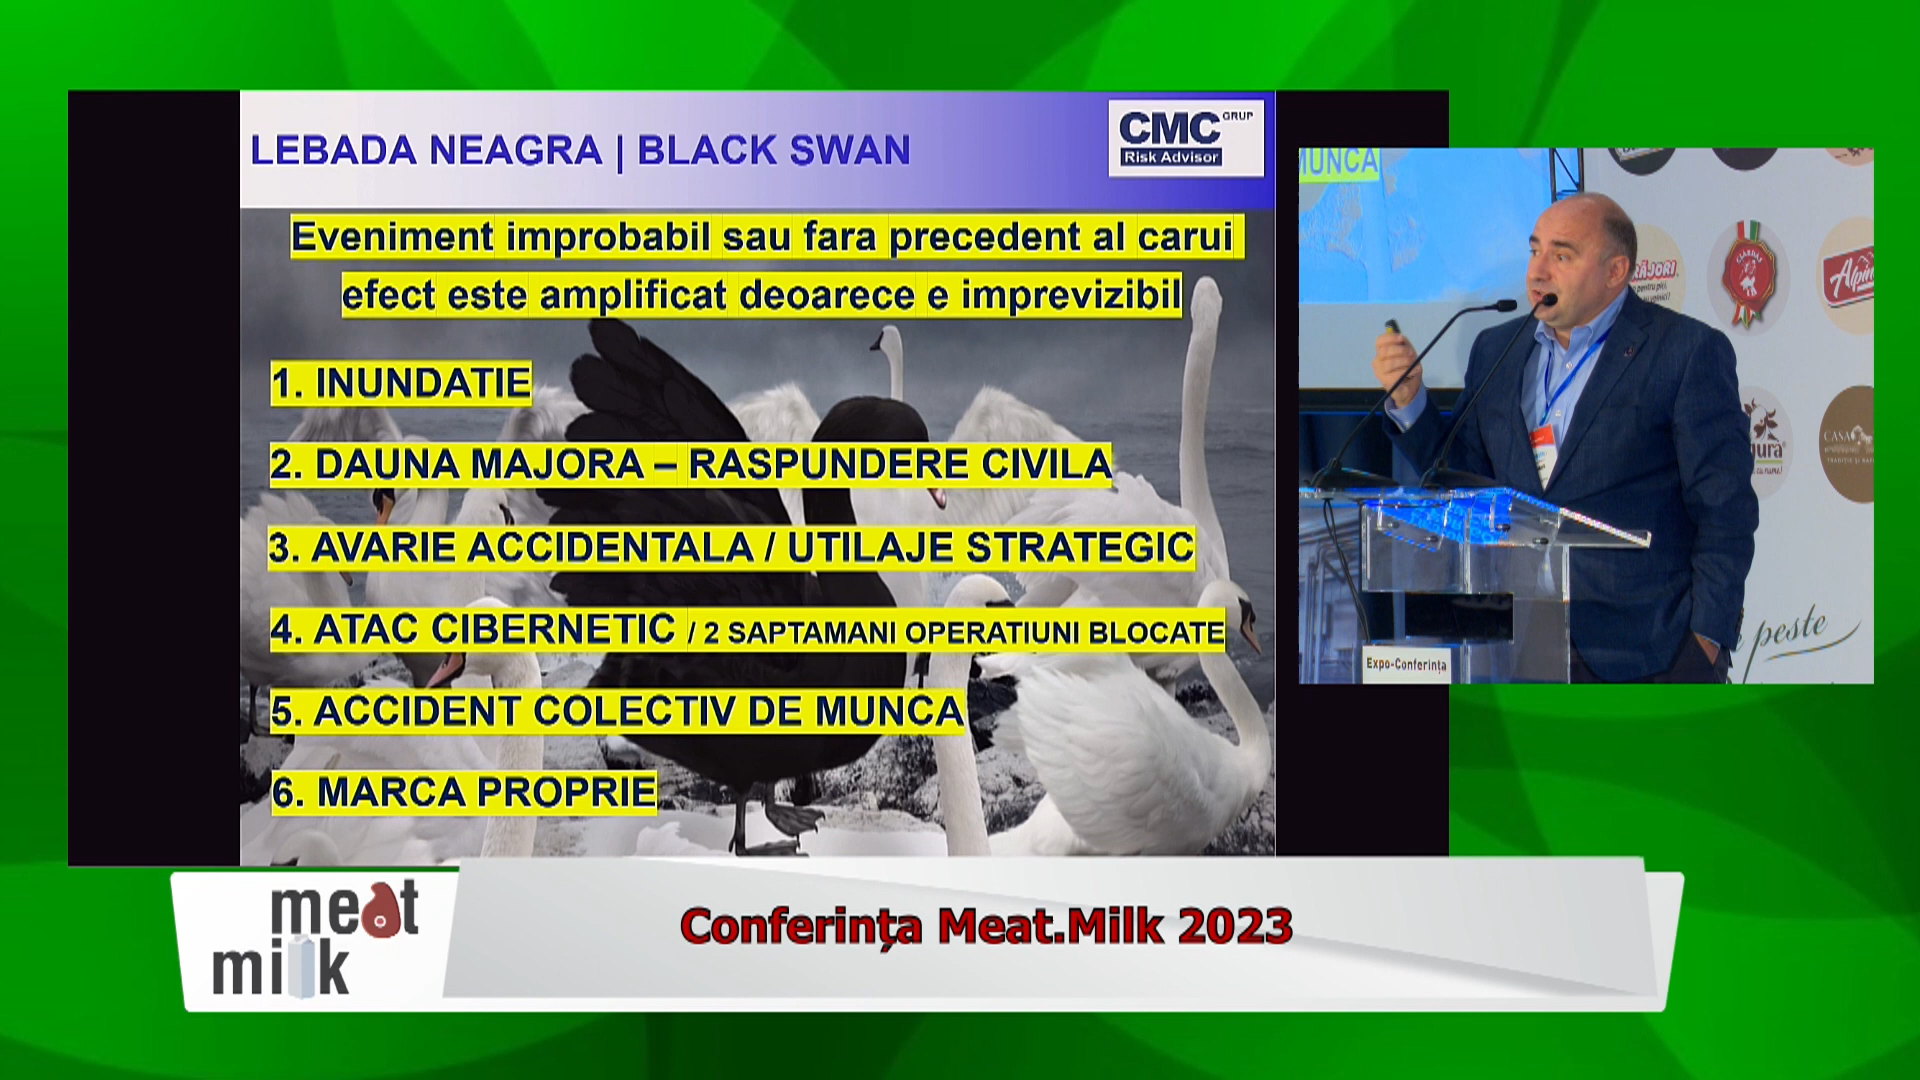 LEBADA NEAGRA | BLACK SWAN
CMC GRUP
Risk Advisor
Eveniment improbabil sau fara precedent al carui
efect este amplificat deoarece e imprevizibil
1. INUNDATIE
2. DAUNA MAJORA – RASPUNDERE CIVILA
3. AVARIE ACCIDENTALA / UTILAJE STRATEGIC
4. ATAC CIBERNETIC / 2 SAPTAMANI OPERATIUNI BLOCATE
5. ACCIDENT COLECTIV DE MUNCA
6. MARCA PROPRIE
MUNCA
CASA
peste
Expo-Conferința
meat
milk
Conferința Meat.Milk 2023